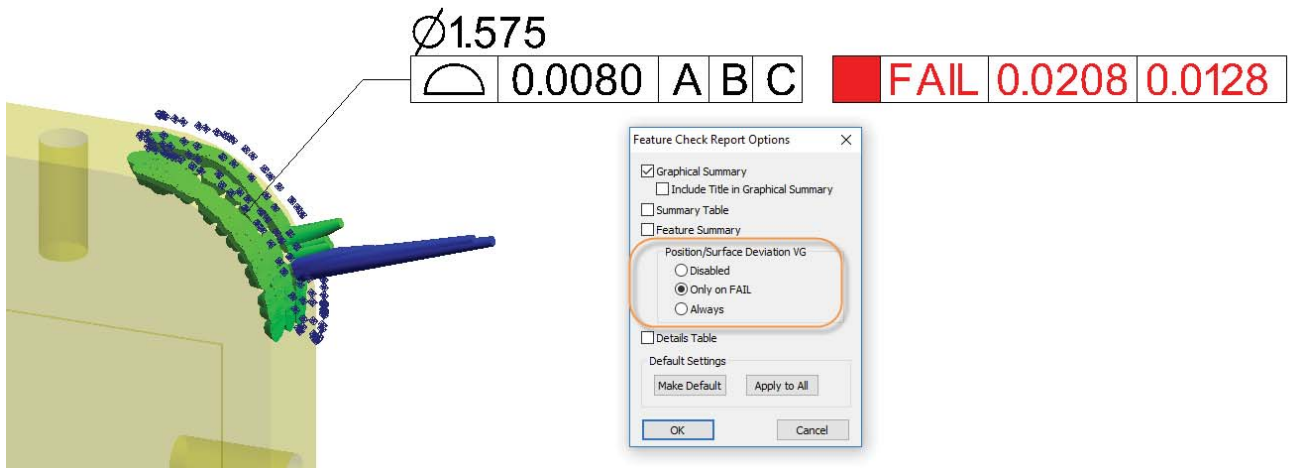 Ø1.575
0.0080 A B C FAIL 0.0208 0.0128
Feature Check Report Options
Graphical Summary
Include Title in Graphical Summary
Summary Table
Feature Summary
Position/Surface Deviation VG
Disabled
Only on FAIL
Always
Details Table
Default Settings
Make Default Apply to All
OK Cancel